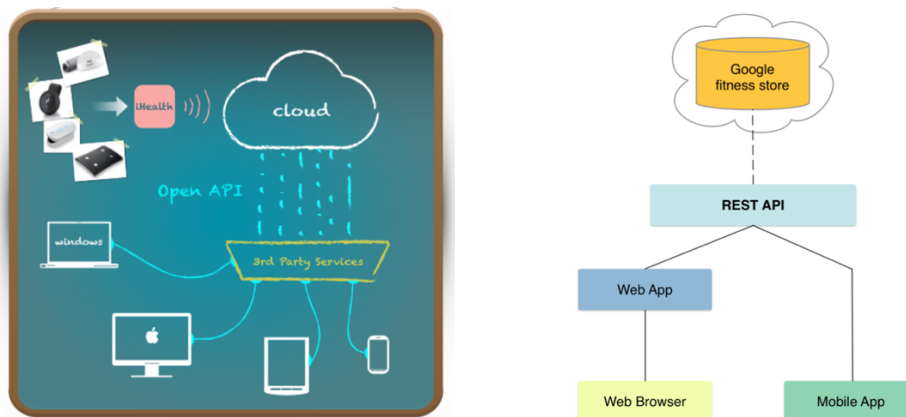 iHealth
cloud
Open API
windows
3rd Party Services
Google
fitness store
REST API
Web App
Web Browser
Mobile App